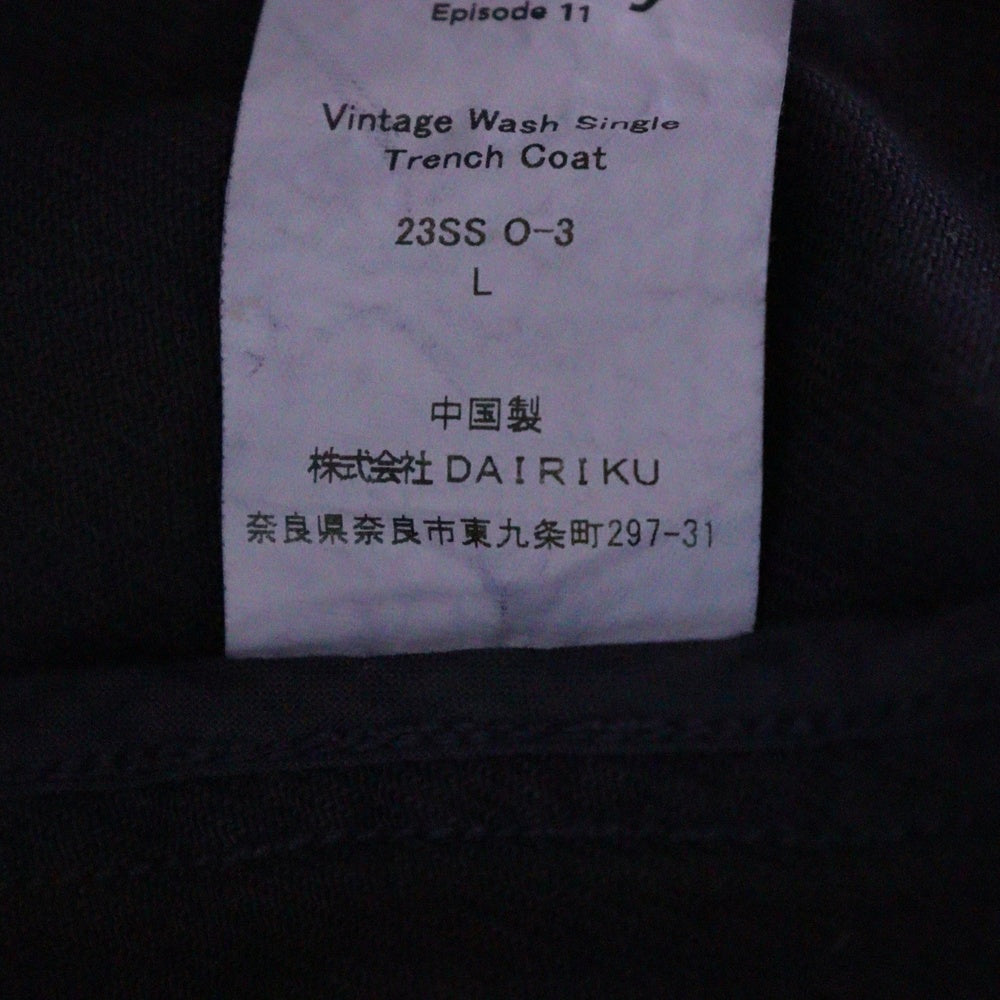 Episode 11
Vintage Wash Single
Trench Coat
23SS O-3
L
中国製
株式会社 DAIRIKU
奈良県奈良市東九条町297-31